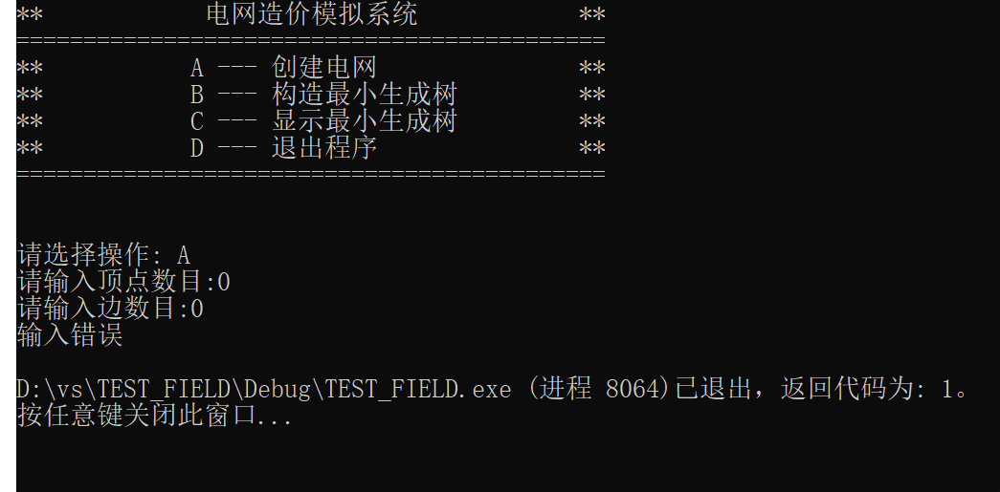 ** 电网造价模拟系统 **
============================================
** A --- 创建电网 **
** B --- 构造最小生成树 **
** C --- 显示最小生成树 **
** D --- 退出程序 **
============================================
请选择操作: A
请输入顶点数目:0
请输入边数目:0
输入错误
D:\vs\TEST_FIELD\Debug\TEST_FIELD.exe (进程 8064)已退出，返回代码为: 1。
按任意键关闭此窗口...